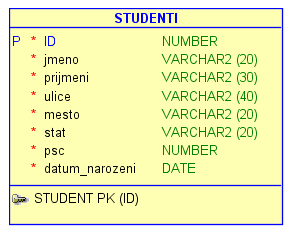 STUDENTI
P * ID NUMBER
* jmeno VARCHAR2 (20)
* prijmeni VARCHAR2 (30)
* ulice VARCHAR2 (40)
* mesto VARCHAR2 (20)
* stat VARCHAR2 (20)
* psc NUMBER
* datum_narozeni DATE
STUDENT PK (ID)